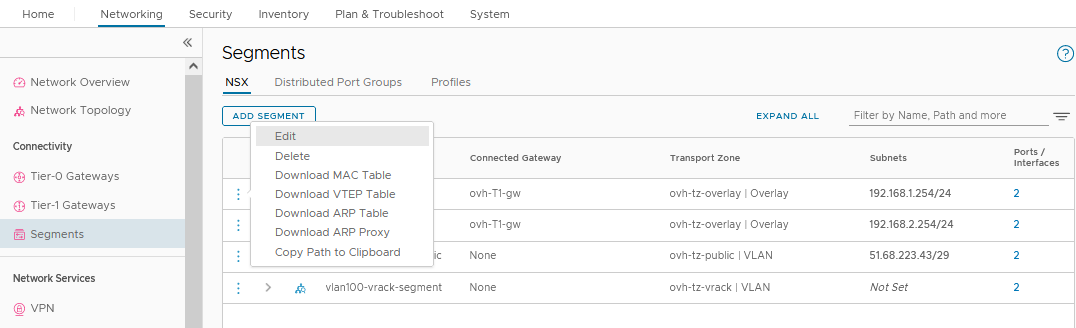 Home Networking Security Inventory Plan & Troubleshoot System
«
Network Overview
Network Topology
Connectivity
Tier-0 Gateways
Tier-1 Gateways
Segments
Network Services
VPN
Segments
?
NSX Distributed Port Groups Profiles
ADD SEGMENT EXPAND ALL Filter by Name, Path and more
Edit
Delete
Download MAC Table
Download VTEP Table
Download ARP Table
Download ARP Proxy
Copy Path to Clipboard
Connected Gateway Transport Zone Subnets Ports / Interfaces
ovh-T1-gw ovh-tz-overlay | Overlay 192.168.1.254/24 2
ovh-T1-gw ovh-tz-overlay | Overlay 192.168.2.254/24 2
ic None ovh-tz-public | VLAN 51.68.223.43/29 2
vlan100-vrack-segment None ovh-tz-vrack | VLAN Not Set 2